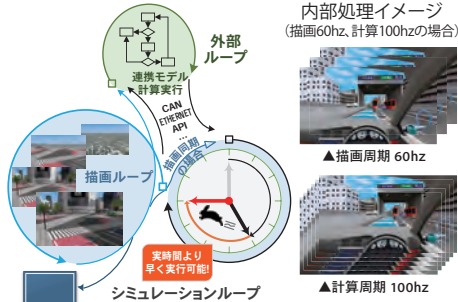 内部処理イメージ
(描画60hz、計算100hzの場合)
外部
ループ
連携モデル
計算実行
CAN
ETHERNET
API
…
描画同期
の場合
描画ループ
▲描画周期 60hz
実時間より
早く実行可能!
シミュレーションループ
▲計算周期 100hz